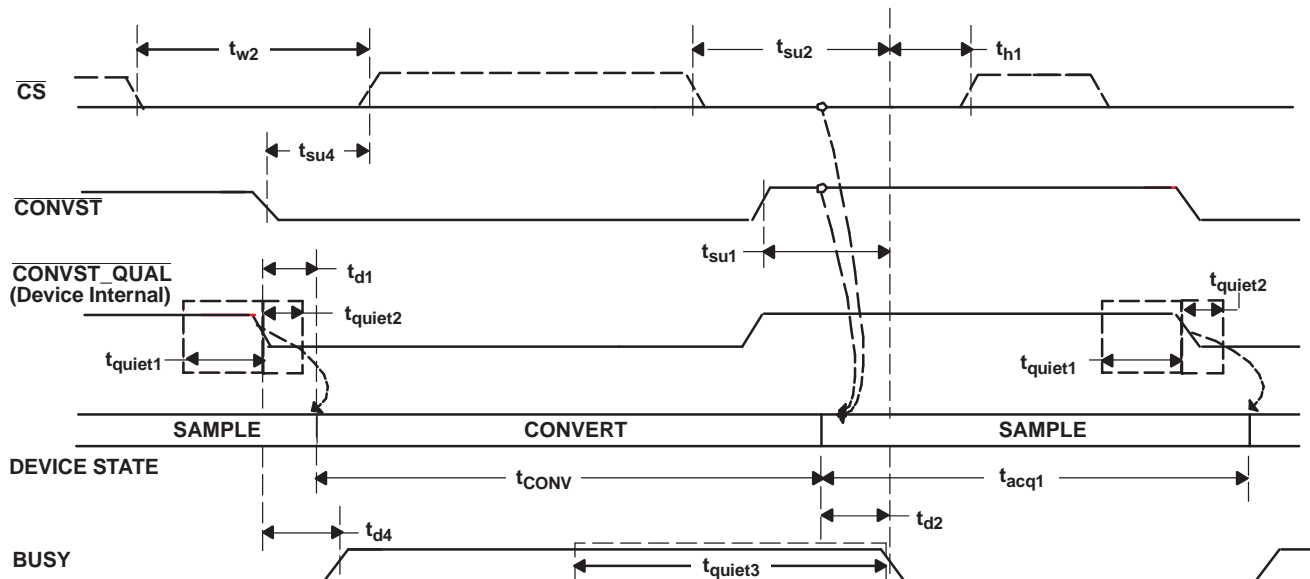 tw2
tsu2
th1
CS
tsu4
CONVST
tsu1
CONVST_QUAL
(Device Internal)
td1
tquiet2
tquiet2
tquiet1
tquiet1
SAMPLE
CONVERT
SAMPLE
DEVICE STATE
tCONV
tacq1
td4
td2
BUSY
tquiet3